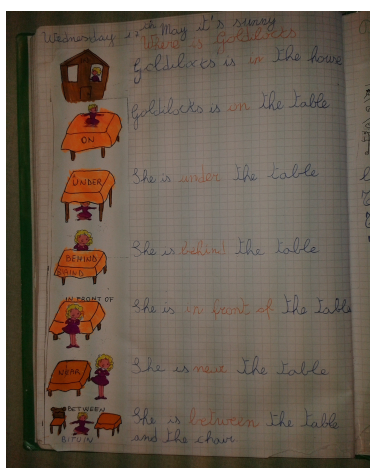 Wednesday 12th May it's sunny
Where is Goldilocks
Goldilocks is in the house
Goldilocks is on the table
ON
She is under the table
UNDER
She is behind the table
BEHIND
IN FRONT OF
She is in front of the table
She is near the table
NEAR
BETWEEN
She is between the table
and the chair
BITUIN